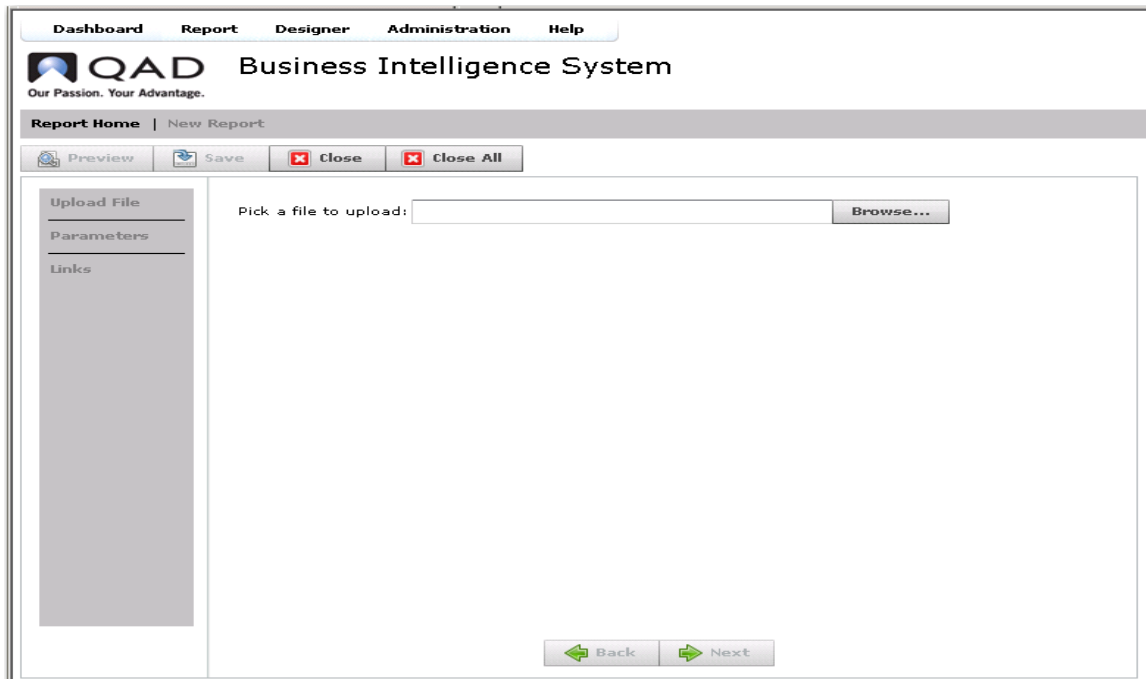 Dashboard Report Designer Administration Help
QAD Business Intelligence System
Our Passion. Your Advantage.
Report Home | New Report
Preview Save Close Close All
Upload File
Pick a file to upload: Browse...
Parameters
Links
Back Next